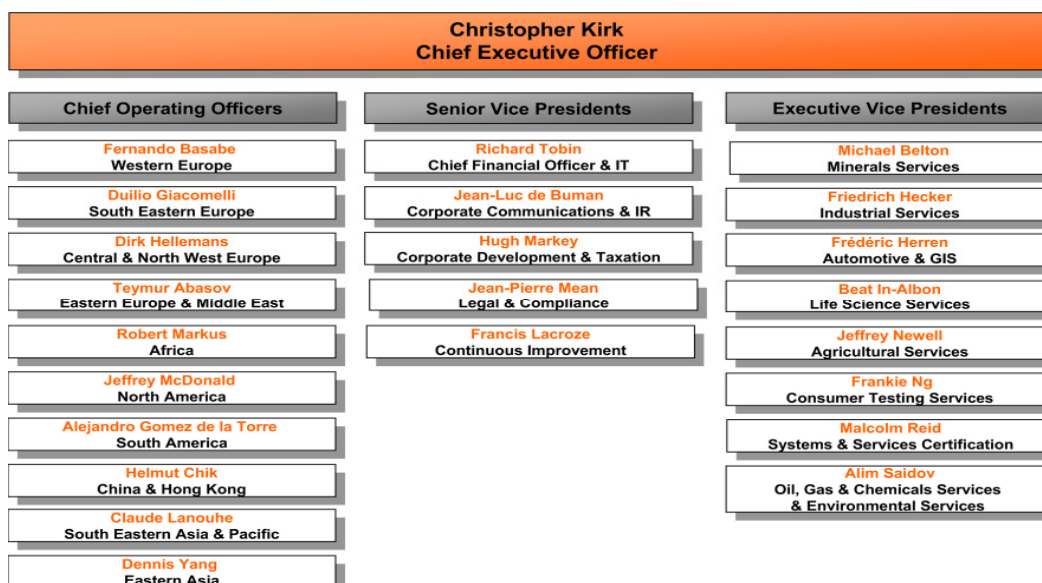 Christopher Kirk
Chief Executive Officer
Chief Operating Officers
Fernando Basabe
Western Europe
Duilio Giacomelli
South Eastern Europe
Dirk Hellemans
Central & North West Europe
Teymur Abasov
Eastern Europe & Middle East
Robert Markus
Africa
Jeffrey McDonald
North America
Alejandro Gomez de la Torre
South America
Helmut Chik
China & Hong Kong
Claude Lanouhe
South Eastern Asia & Pacific
Dennis Yang
Eastern Asia
Senior Vice Presidents
Richard Tobin
Chief Financial Officer & IT
Jean-Luc de Buman
Corporate Communications & IR
Hugh Markey
Corporate Development & Taxation
Jean-Pierre Mean
Legal & Compliance
Francis Lacroze
Continuous Improvement
Executive Vice Presidents
Michael Belton
Minerals Services
Friedrich Hecker
Industrial Services
Frédéric Herren
Automotive & GIS
Beat In-Albon
Life Science Services
Jeffrey Newell
Agricultural Services
Frankie Ng
Consumer Testing Services
Malcolm Reid
Systems & Services Certification
Alim Saidov
Oil, Gas & Chemicals Services
& Environmental Services